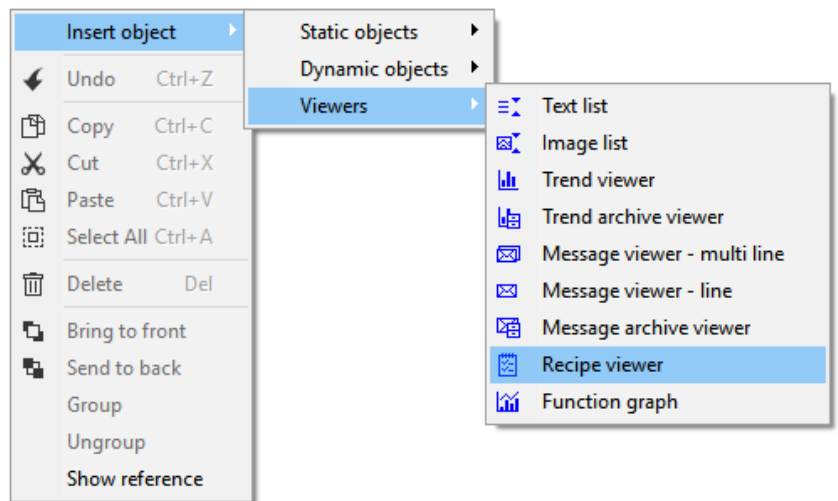 Insert object
Undo Ctrl+Z
Copy Ctrl+C
Cut Ctrl+X
Paste Ctrl+V
Select All Ctrl+A
Delete Del
Bring to front
Send to back
Group
Ungroup
Show reference
Static objects
Dynamic objects
Viewers
Text list
Image list
Trend viewer
Trend archive viewer
Message viewer - multi line
Message viewer - line
Message archive viewer
Recipe viewer
Function graph